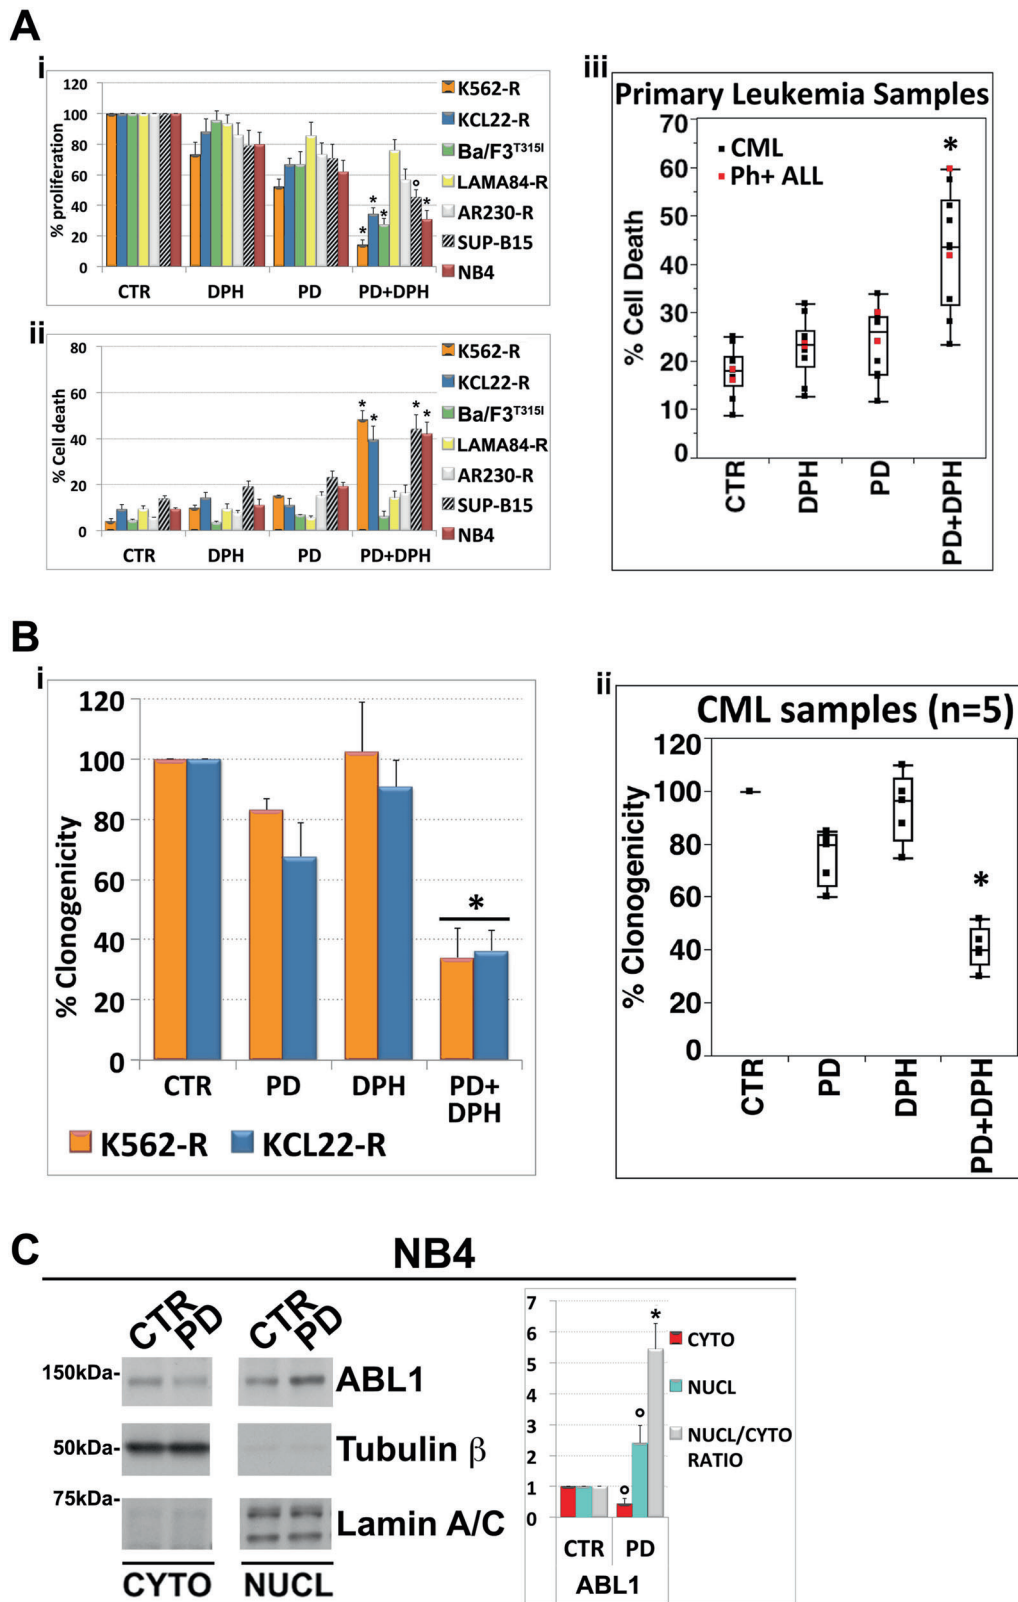 A
i
120
100
80
60
40
20
0
% proliferation
CTR
DPH
PD
PD+DPH
* * * ° *
K562-R
KCL22-R
Ba/F3T315I
LAMA84-R
AR230-R
SUP-B15
NB4
ii
80
60
40
20
0
% Cell death
CTR
DPH
PD
PD+DPH
* * * *
K562-R
KCL22-R
Ba/F3T315I
LAMA84-R
AR230-R
SUP-B15
NB4
iii
Primary Leukemia Samples
70
60
50
40
30
20
10
0
% Cell Death
CML
Ph+ ALL
*
CTR
DPH
PD
PD+DPH
B
i
120
100
80
60
40
20
0
% Clonogenicity
*
CTR
PD
DPH
PD+
DPH
K562-R
KCL22-R
ii
CML samples (n=5)
120
100
80
60
40
20
0
% Clonogenicity
*
CTR
PD
DPH
PD+DPH
C
NB4
CTR
PD
CTR
PD
150kDa-
ABL1
50kDa-
Tubulin β
75kDa-
Lamin A/C
CYTO
NUCL
7
6
5
4
3
2
1
0
° ° *
CYTO
NUCL
NUCL/CYTO
RATIO
CTR
PD
ABL1